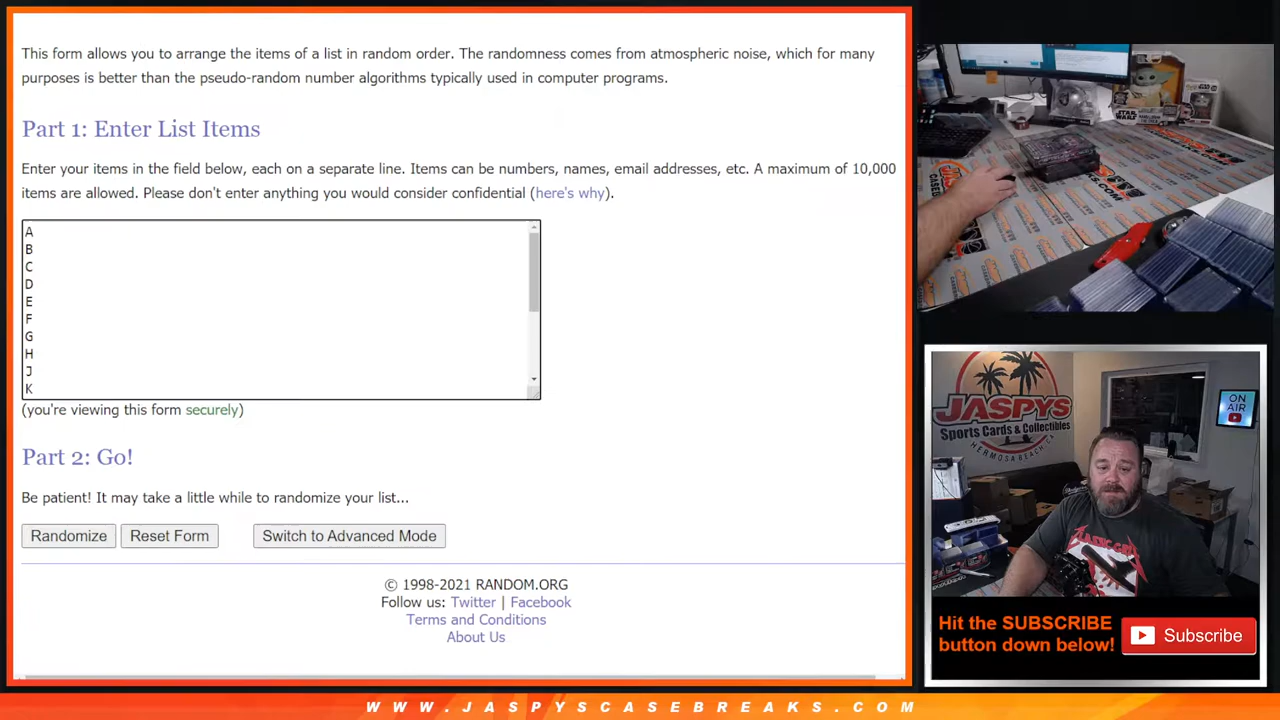 This form allows you to arrange the items of a list in random order. The randomness comes from atmospheric noise, which for many
purposes is better than the pseudo-random number algorithms typically used in computer programs.
Part 1: Enter List Items
Enter your items in the field below, each on a separate line. Items can be numbers, names, email addresses, etc. A maximum of 10,000
items are allowed. Please don't enter anything you would consider confidential (here's why).
A
B
C
D
E
F
G
H
J
K
(you're viewing this form securely)
Part 2: Go!
Be patient! It may take a little while to randomize your list...
Randomize Reset Form Switch to Advanced Mode
© 1998-2021 RANDOM.ORG
Follow us: Twitter | Facebook
Terms and Conditions
About Us
STAR WARS
JASPYS
Sports Cards & Collectibles
HERMOSA BEACH, CA
ON AIR
Hit the SUBSCRIBE
button down below!
Subscribe
WWW.JASPYSCASEBREAKS.COM